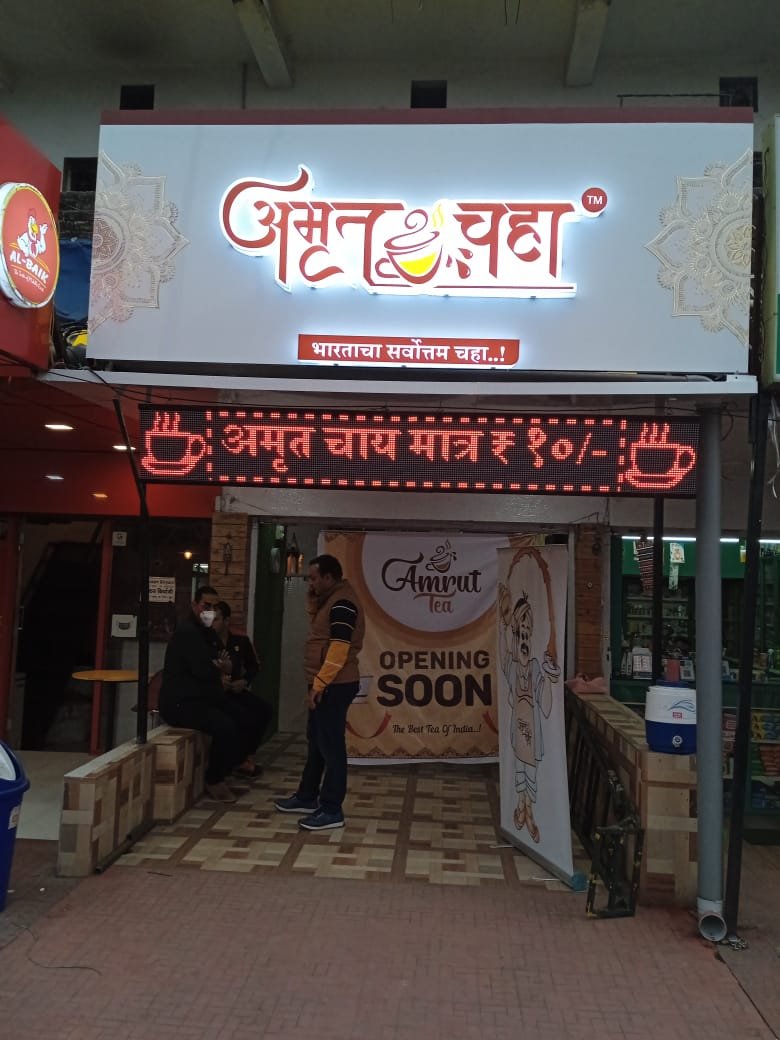 अमृत चहा TM
भारताचा सर्वोत्तम चहा..!
AL-BAIK
अमृत चाय मात्र ₹ १०/-
Amrut
Tea
OPENING
SOON
The Best Tea Of India..!